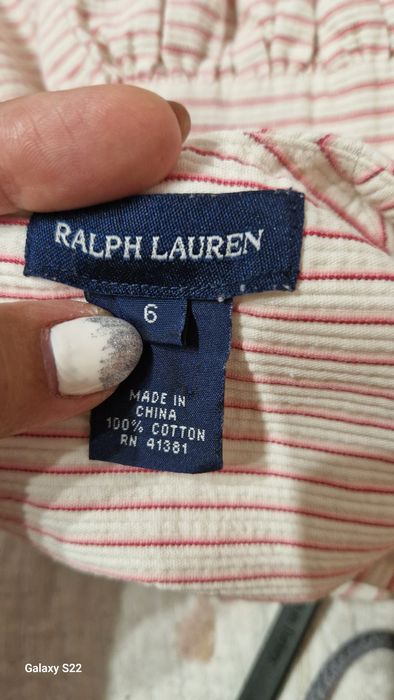 RALPH LAUREN
6
MADE IN
CHINA
100% COTTON
RN 41381
Galaxy S22